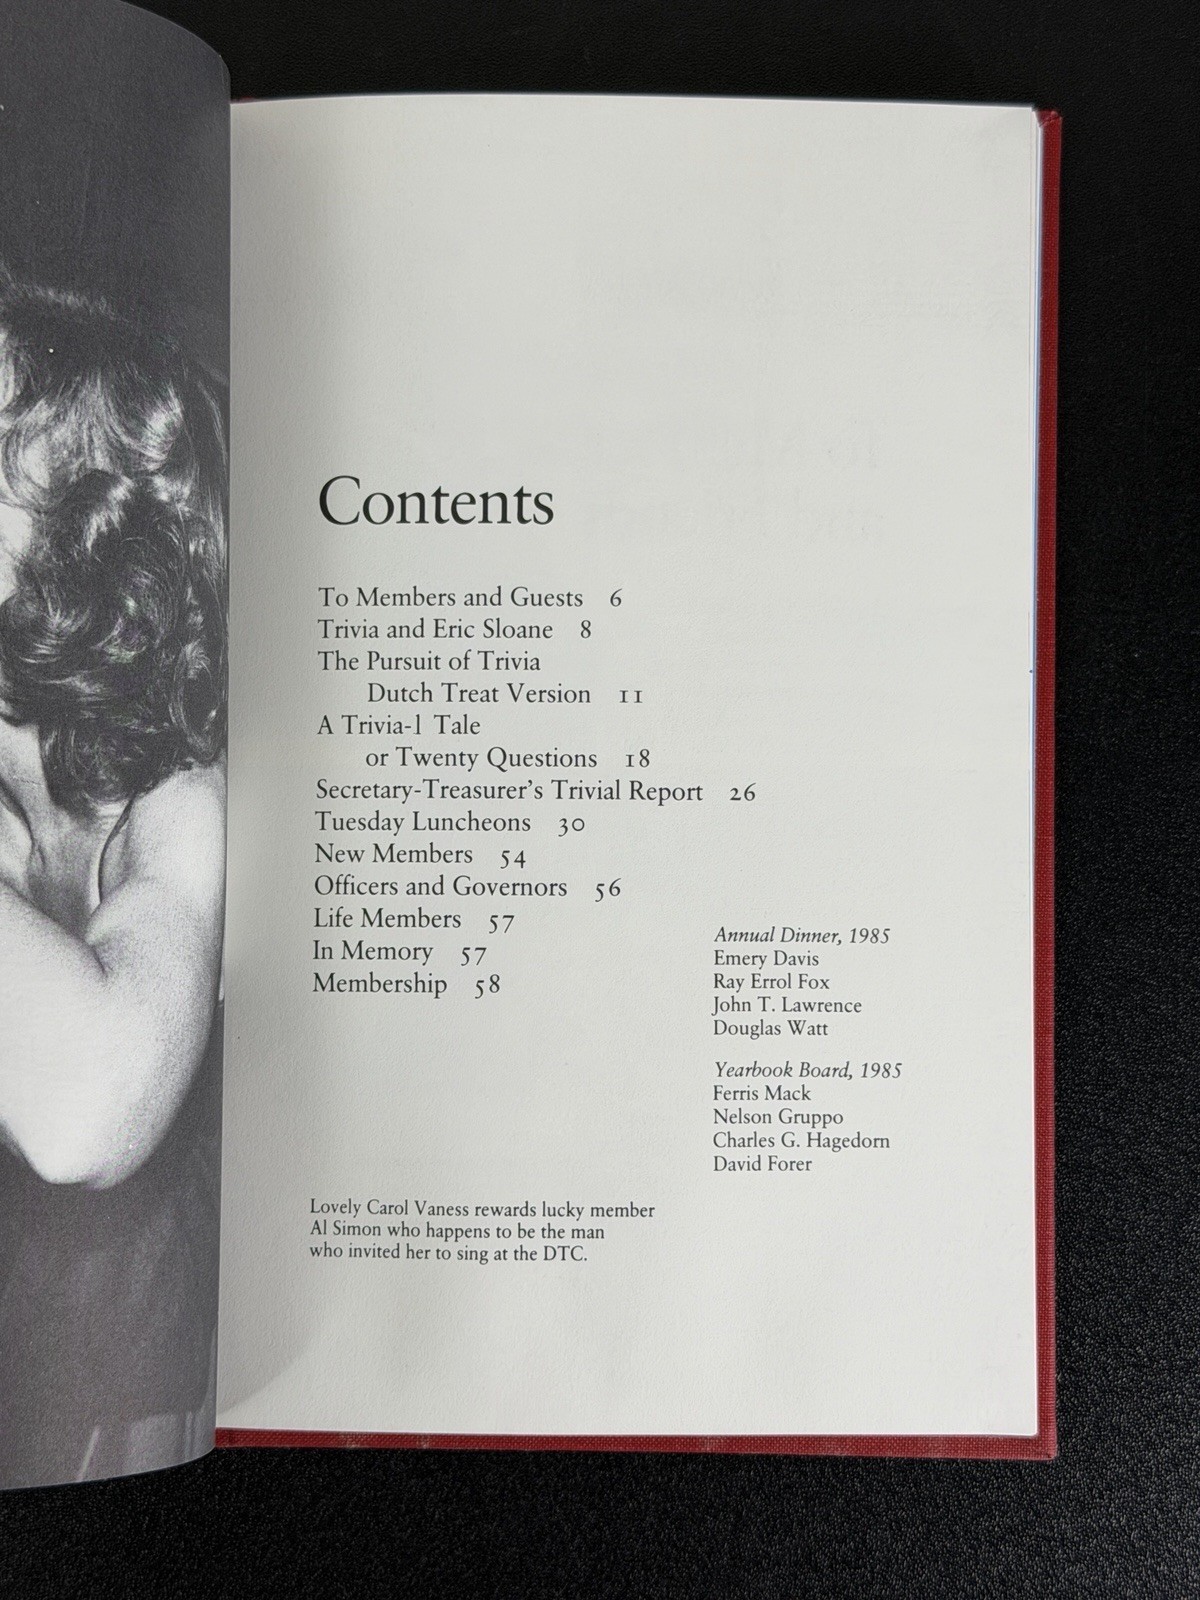 Contents
To Members and Guests 6
Trivia and Eric Sloane 8
The Pursuit of Trivia
Dutch Treat Version 11
A Trivia-l Tale
or Twenty Questions 18
Secretary-Treasurer's Trivial Report 26
Tuesday Luncheons 30
New Members 54
Officers and Governors 56
Life Members 57
In Memory 57
Membership 58
Annual Dinner, 1985
Emery Davis
Ray Errol Fox
John T. Lawrence
Douglas Watt
Yearbook Board, 1985
Ferris Mack
Nelson Gruppo
Charles G. Hagedorn
David Forer
Lovely Carol Vaness rewards lucky member
Al Simon who happens to be the man
who invited her to sing at the DTC.